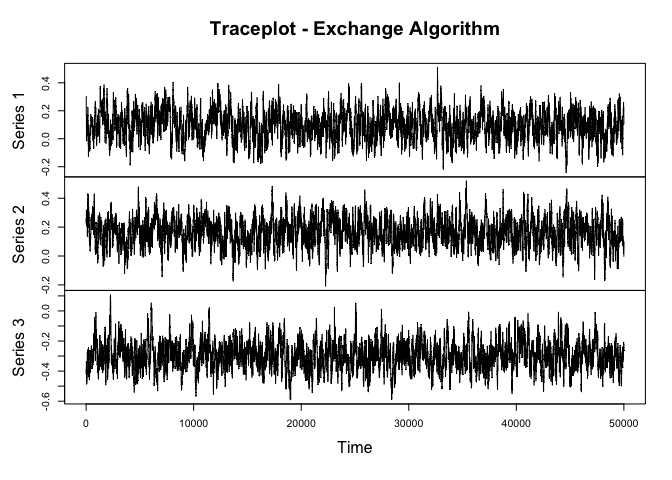 Traceplot - Exchange Algorithm
Series 1
-0.2 0.0 0.2 0.4
Series 2
-0.2 0.0 0.2 0.4
Series 3
-0.6 -0.4 -0.2 0.0
0 10000 20000 30000 40000 50000
Time